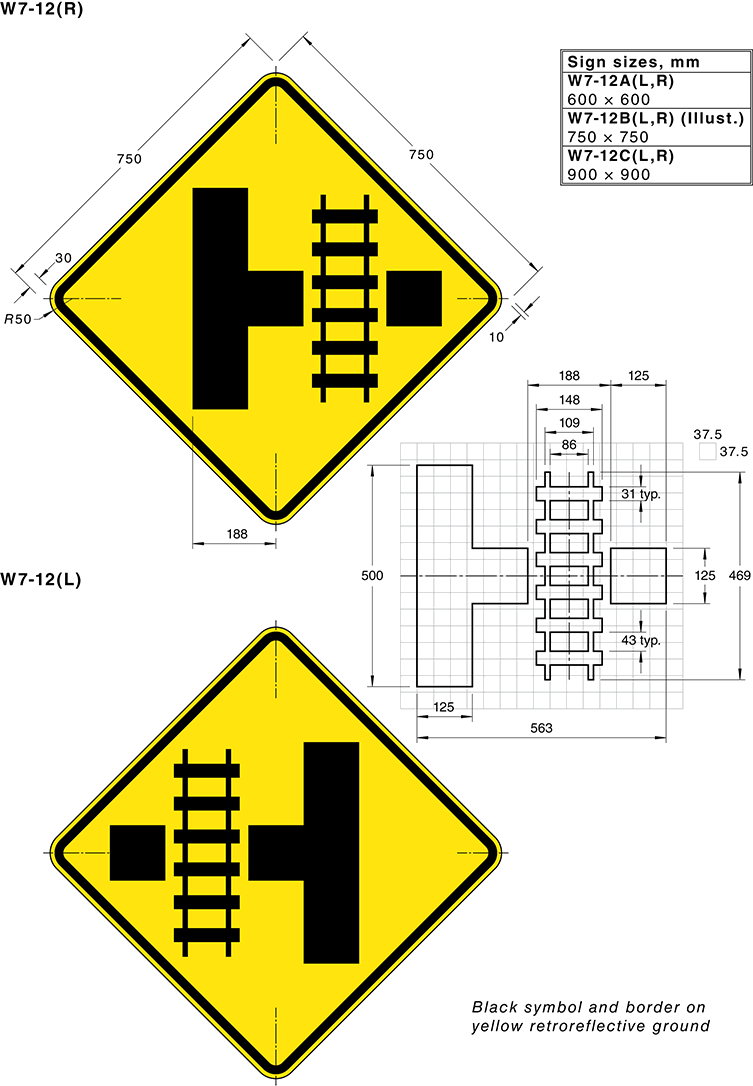 W7-12(R)
750
750
30
R50
10
188
Sign sizes, mm
W7-12A(L,R)
600 × 600
W7-12B(L,R) (Illust.)
750 × 750
W7-12C(L,R)
900 × 900
188 125
148
109
86
37.5
37.5
31 typ.
500
125 469
43 typ.
125
563
W7-12(L)
Black symbol and border on
yellow retroreflective ground